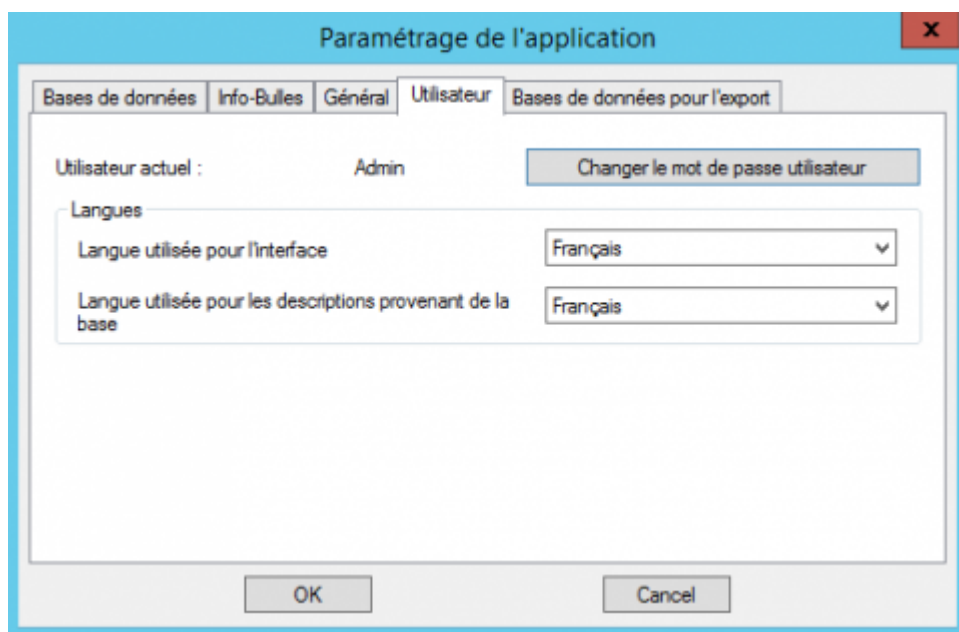 Paramétrage de l'application
x
Bases de données Info-Bulles Général Utilisateur Bases de données pour l'export
Utilisateur actuel : Admin Changer le mot de passe utilisateur
Langues
Langue utilisée pour l'interface Français
Langue utilisée pour les descriptions provenant de la
base
Français
OK Cancel